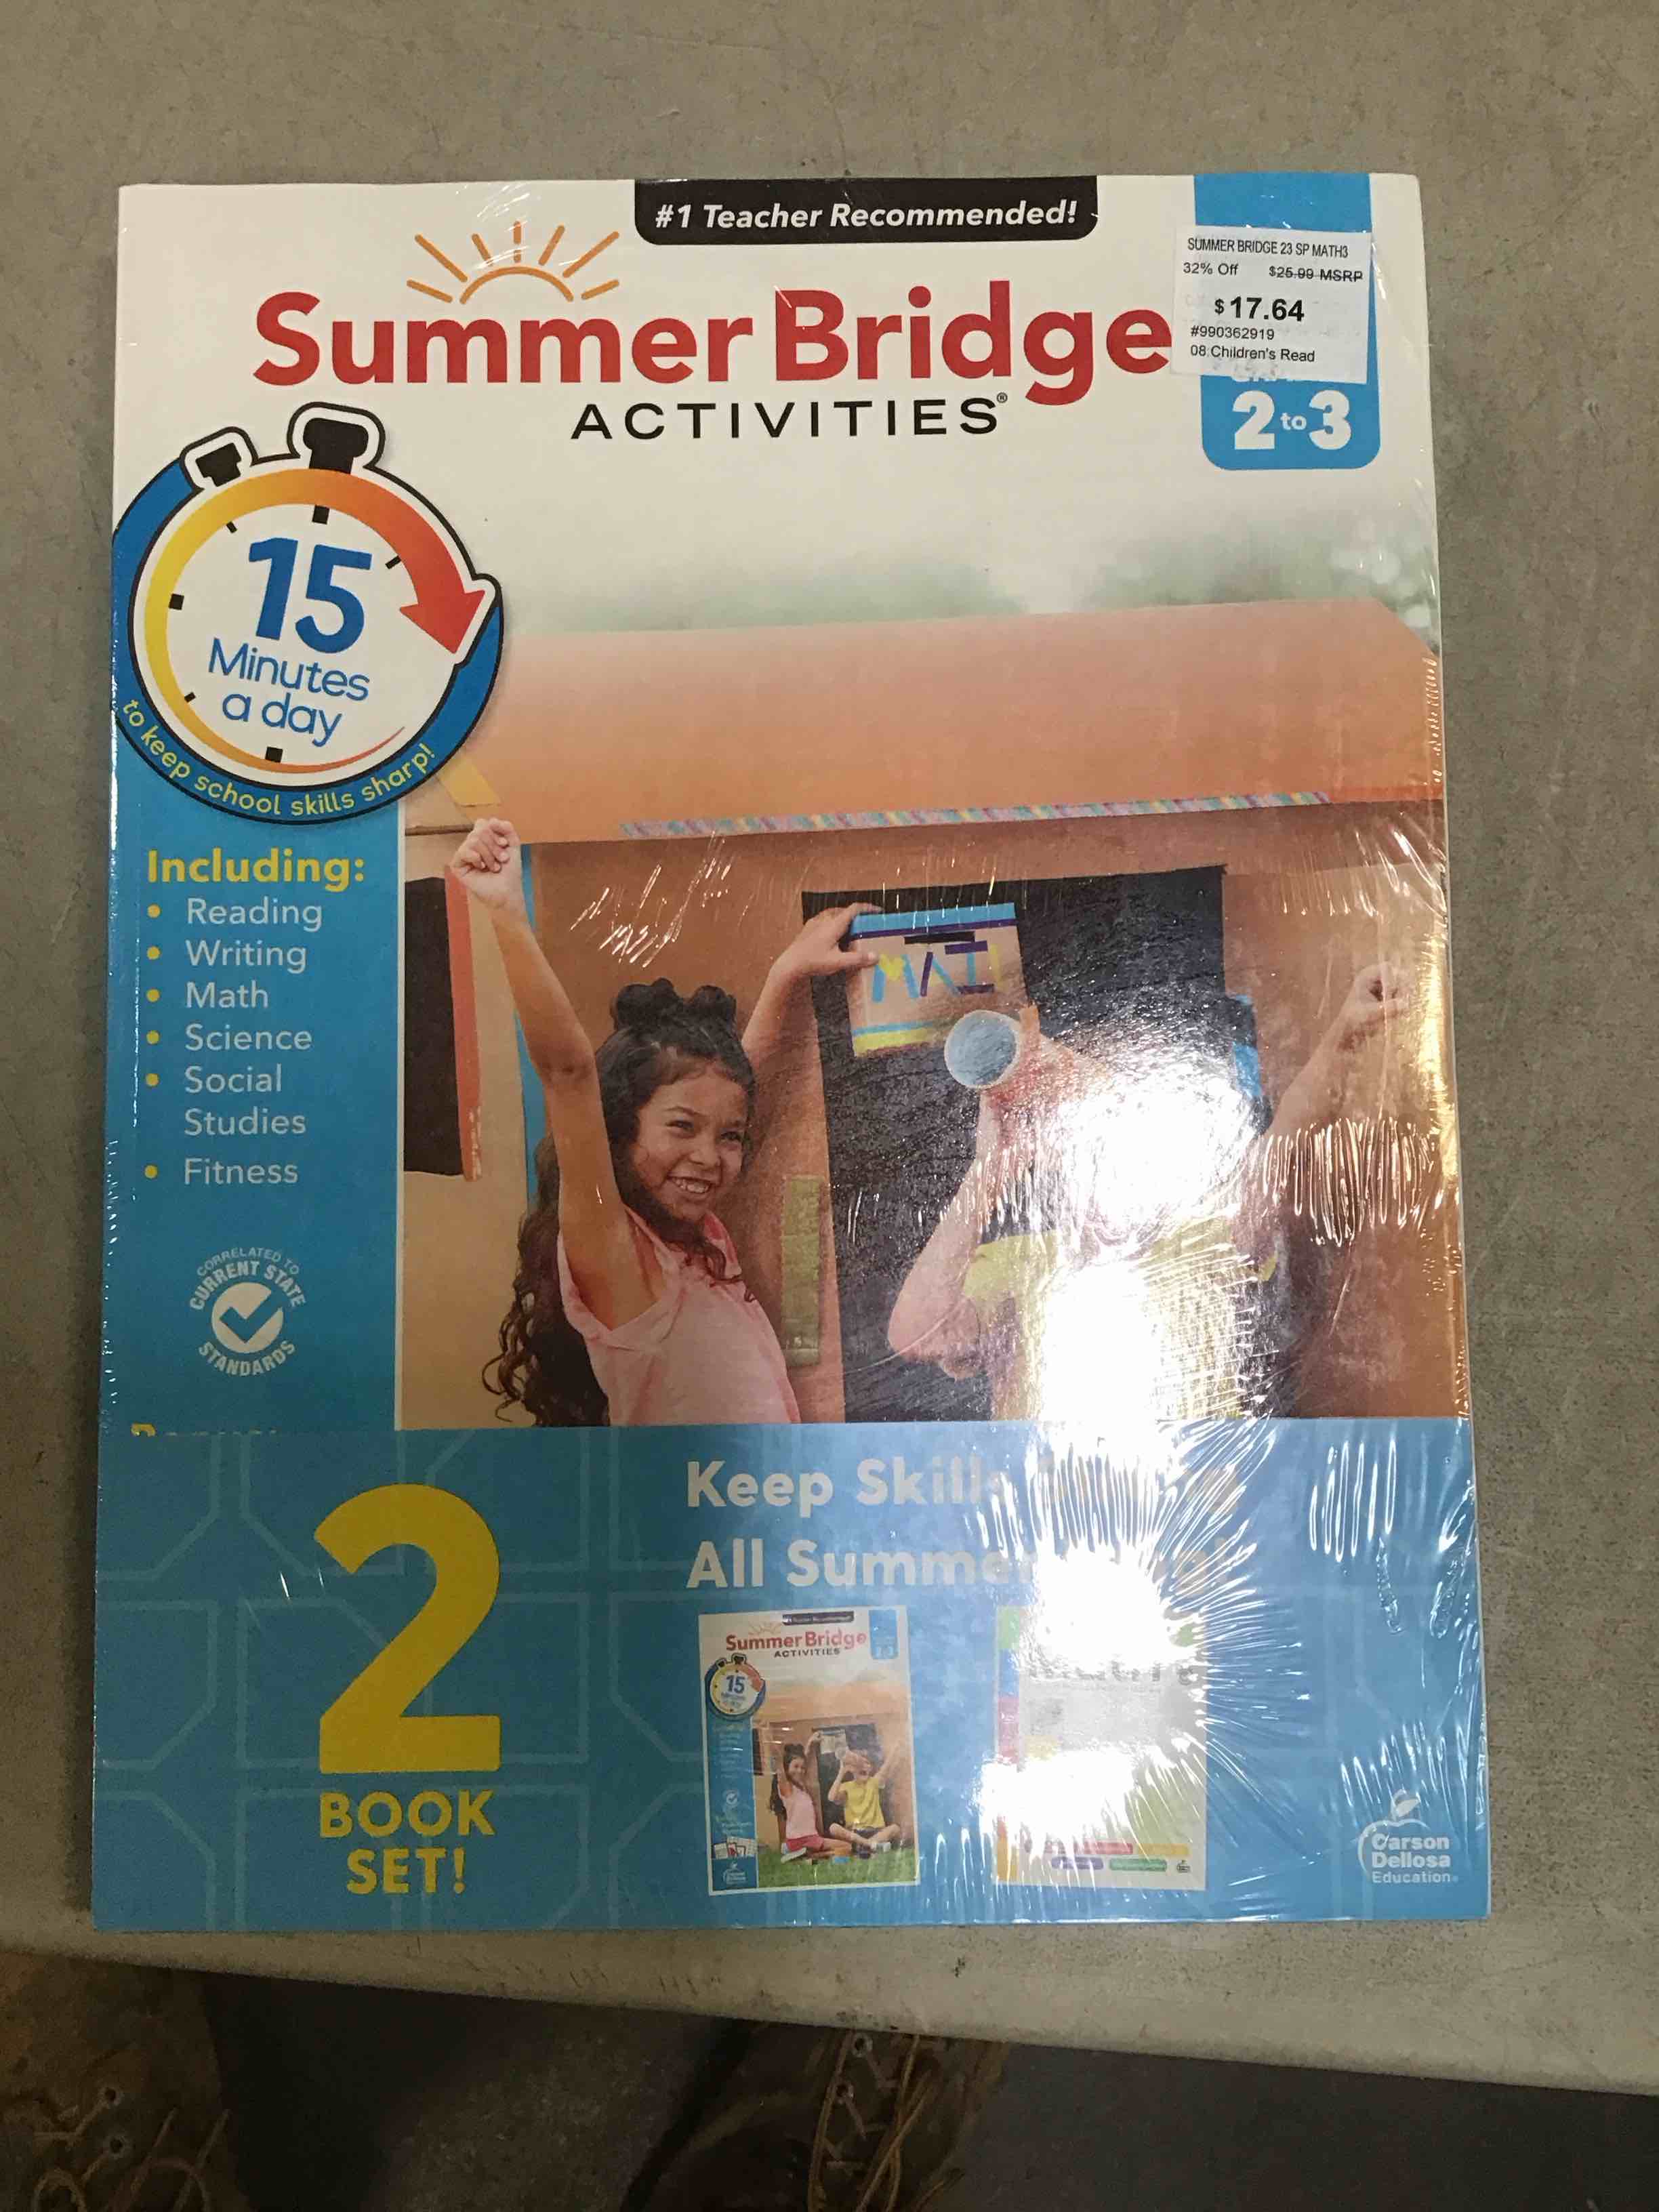 #1 Teacher Recommended!
Summer Bridge
ACTIVITIES®
SUMMER BRIDGE 23 SP MATH3
32% Off $25.99 MSRP
$17.64
#990362919
08:Children's Read
2 to 3
15
Minutes
a day
to keep school skills sharp!
Including:
• Reading
• Writing
• Math
• Science
• Social
Studies
• Fitness
CORRELATED TO
CURRENT STATE
STANDARDS
MAIL
2
BOOK
SET!
Keep Skills
All Summer
Summer Bridge
ACTIVITIES
15
Minutes
a day
Carson
Dellosa
Education